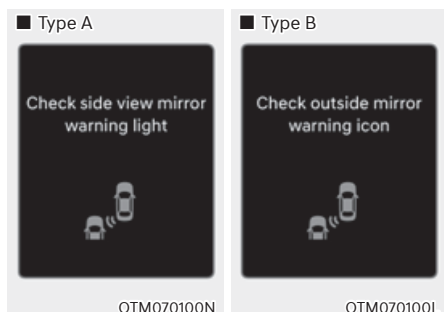 ■ Type A
Check side view mirror
warning light
OTM070100N
■ Type B
Check outside mirror
warning icon
OTM070100L